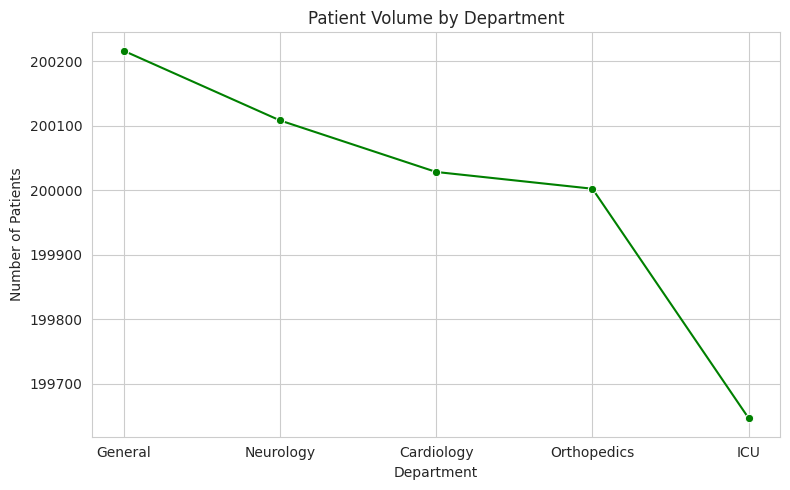 Patient Volume by Department
200200
200100
200000
199900
199800
199700
Number of Patients
General Neurology Cardiology Orthopedics ICU
Department